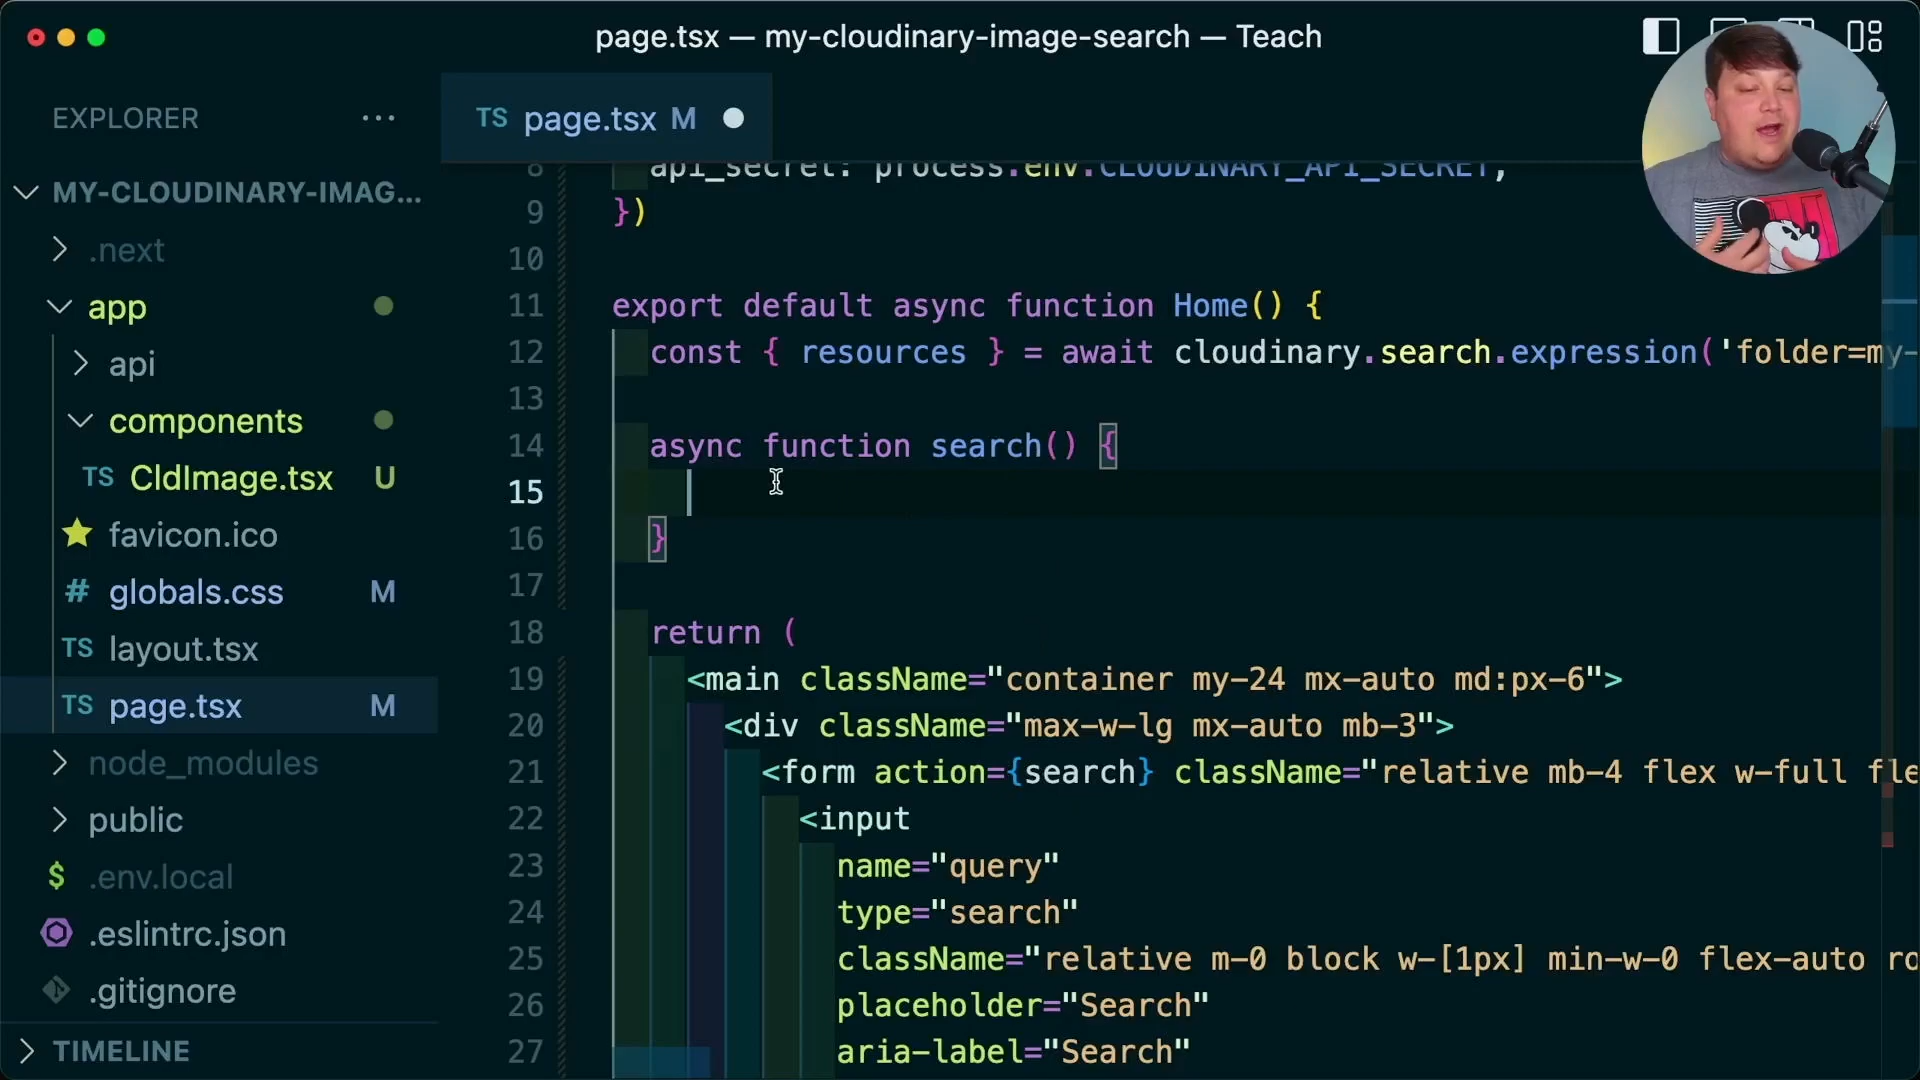 page.tsx — my-cloudinary-image-search — Teach
EXPLORER
TS page.tsx M
MY-CLOUDINARY-IMAG...
.next
app
api
components
TS CldImage.tsx U
favicon.ico
# globals.css M
TS layout.tsx
TS page.tsx M
node_modules
public
$ .env.local
.eslintrc.json
.gitignore
TIMELINE
8 api_secret: process.env.CLOUDINARY_API_SECRET,
9 })
10
11 export default async function Home() {
12 const { resources } = await cloudinary.search.expression('folder=my-
13
14 async function search() {
15
16 }
17
18 return (
19 <main className="container my-24 mx-auto md:px-6">
20 <div className="max-w-lg mx-auto mb-3">
21 <form action={search} className="relative mb-4 flex w-full fle
22 <input
23 name="query"
24 type="search"
25 className="relative m-0 block w-[1px] min-w-0 flex-auto ro
26 placeholder="Search"
27 aria-label="Search"